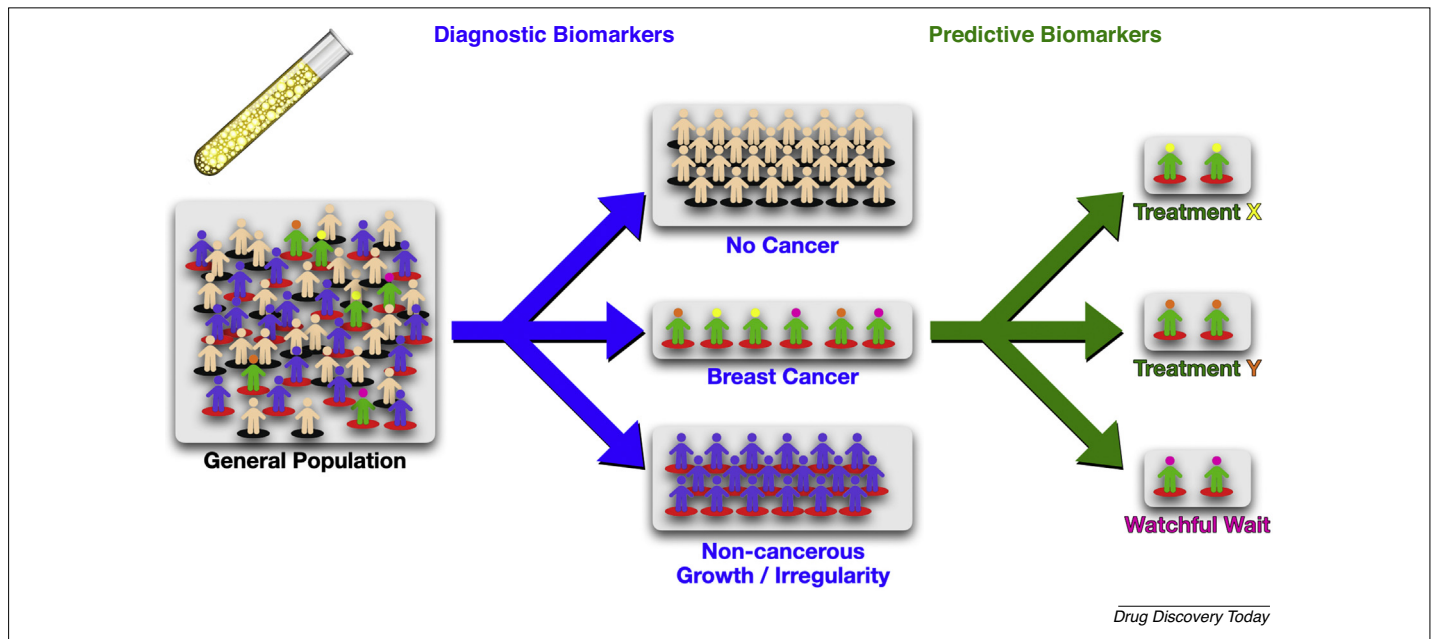 Diagnostic Biomarkers
Predictive Biomarkers
General Population
No Cancer
Breast Cancer
Non-cancerous
Growth / Irregularity
Treatment X
Treatment Y
Watchful Wait
Drug Discovery Today